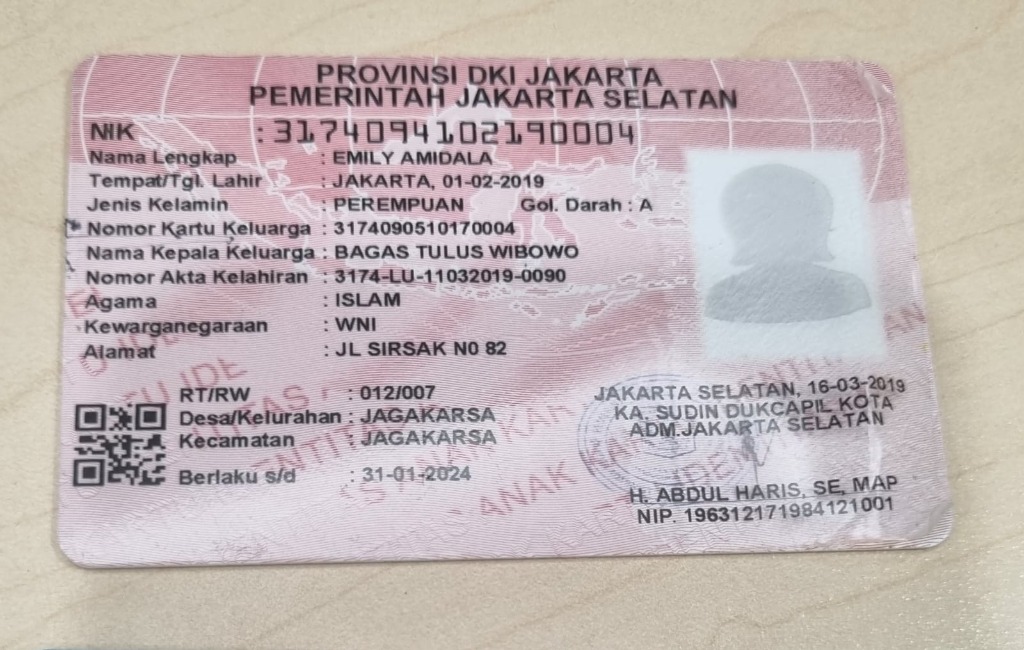 PROVINSI DKI JAKARTA
PEMERINTAH JAKARTA SELATAN
NIK : 3174094102190004
Nama Lengkap : EMILY AMIDALA
Tempat/Tgl. Lahir : JAKARTA, 01-02-2019
Jenis Kelamin : PEREMPUAN Gol. Darah : A
Nomor Kartu Keluarga : 3174090510170004
Nama Kepala Keluarga : BAGAS TULUS WIBOWO
Nomor Akta Kelahiran : 3174-LU-11032019-0090
Agama : ISLAM
Kewarganegaraan : WNI
Alamat : JL SIRSAK N0 82
RT/RW : 012/007
Desa/Kelurahan : JAGAKARSA
Kecamatan : JAGAKARSA
Berlaku s/d : 31-01-2024
JAKARTA SELATAN, 16-03-2019
KA. SUDIN DUKCAPIL KOTA
ADM.JAKARTA SELATAN
H. ABDUL HARIS, SE, MAP
NIP. 196312171984121001